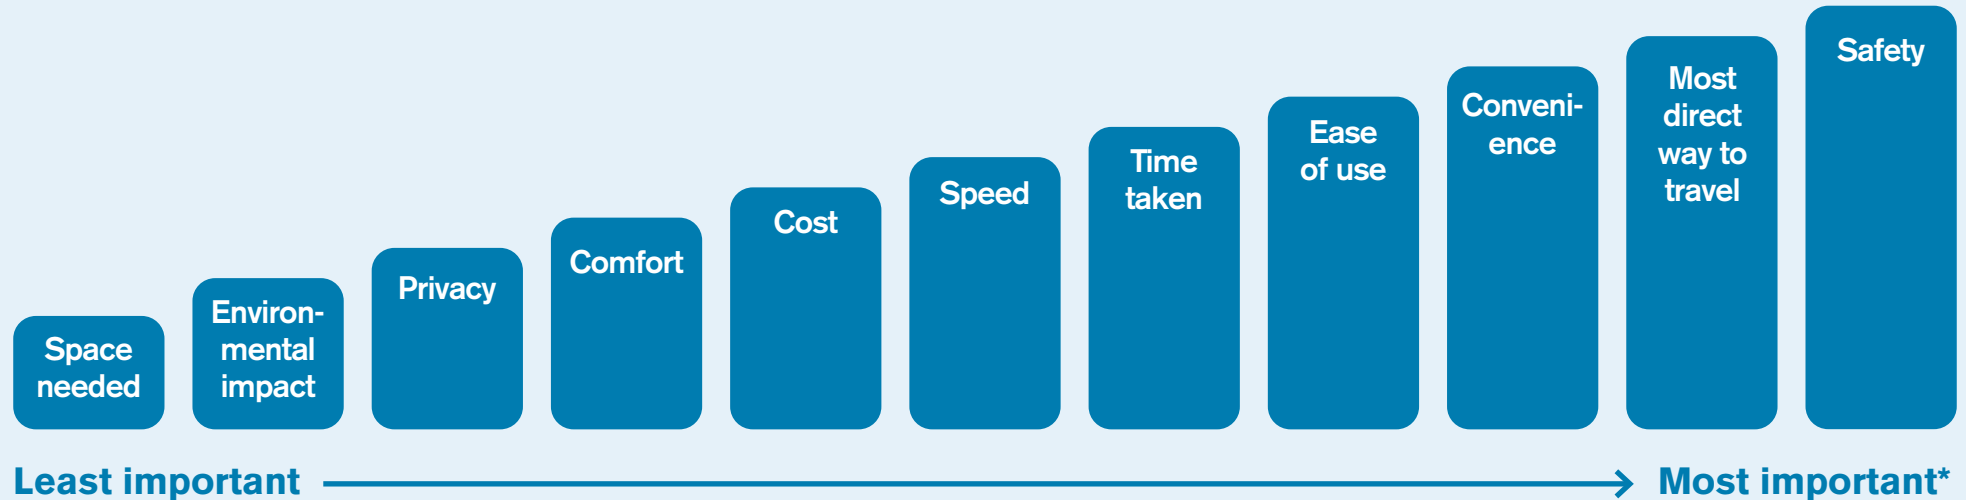 Space
needed
Environ-
mental
impact
Privacy
Comfort
Cost
Speed
Time
taken
Ease
of use
Conveni-
ence
Most
direct
way to
travel
Safety
Least important
Most important*